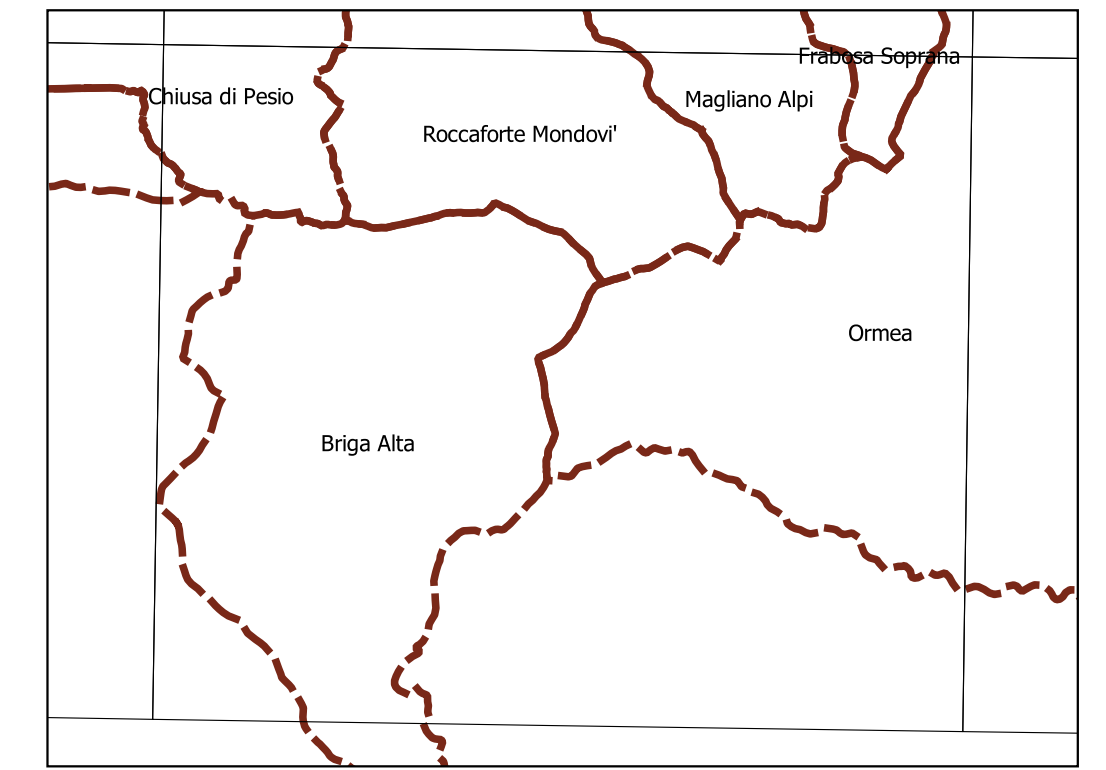 Frabosa Soprana
Chiusa di Pesio
Magliano Alpi
Roccaforte Mondovi'
Ormea
Briga Alta